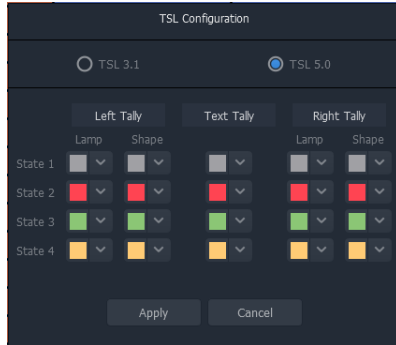 TSL Configuration
TSL 3.1 TSL 5.0
Left Tally Text Tally Right Tally
Lamp Shape Lamp Shape
State 1
State 2
State 3
State 4
Apply Cancel